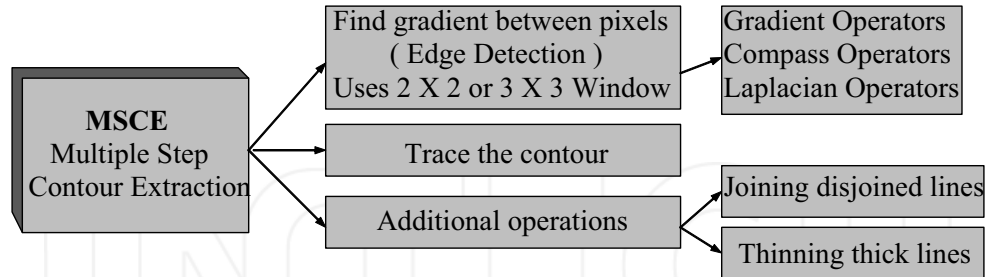 MSCE
Multiple Step
Contour Extraction
Find gradient between pixels
( Edge Detection )
Uses 2 X 2 or 3 X 3 Window
Gradient Operators
Compass Operators
Laplacian Operators
Trace the contour
Additional operations
Joining disjoined lines
Thinning thick lines